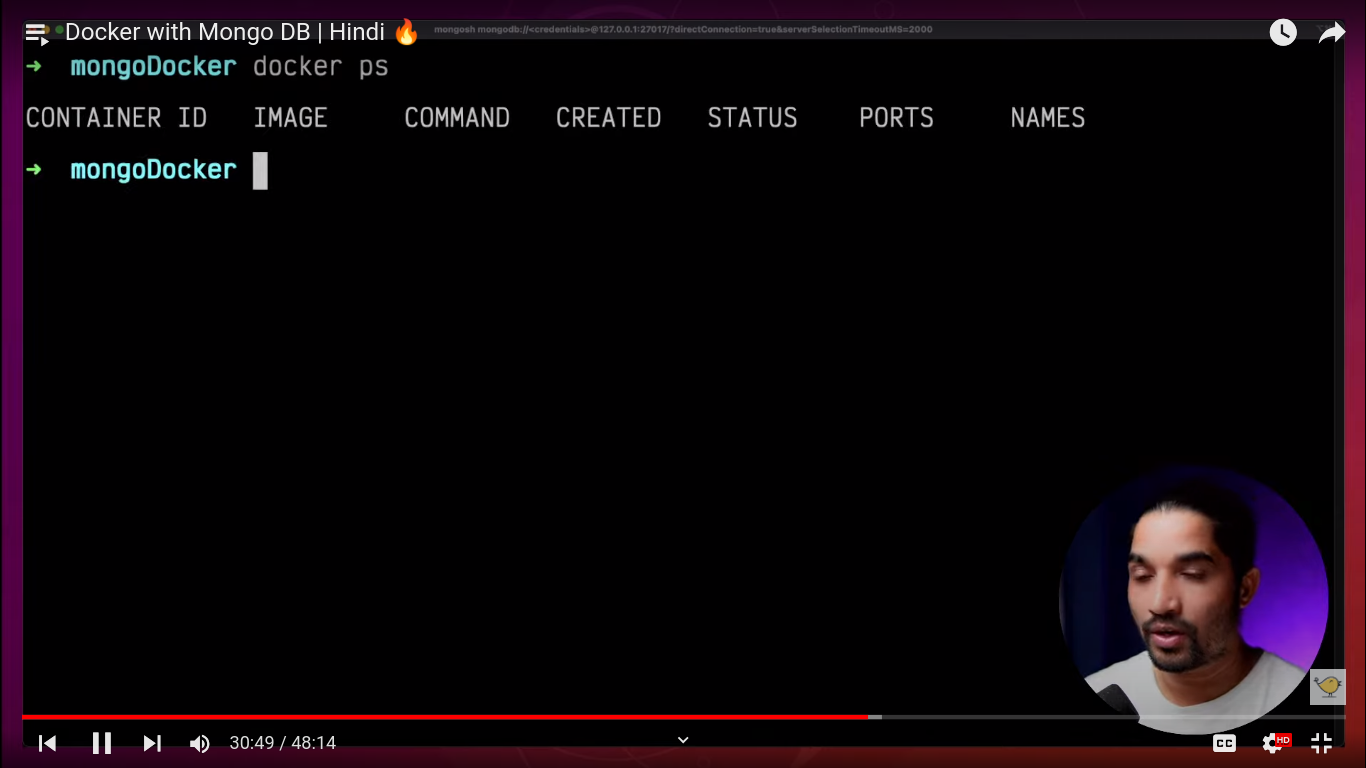 Docker with Mongo DB | Hindi 🔥
mongosh mongodb://<credentials>@127.0.0.1:27017/?directConnection=true&serverSelectionTimeoutMS=2000
➜ mongoDocker docker ps
CONTAINER ID IMAGE COMMAND CREATED STATUS PORTS NAMES
➜ mongoDocker
30:49 / 48:14
CC
HD